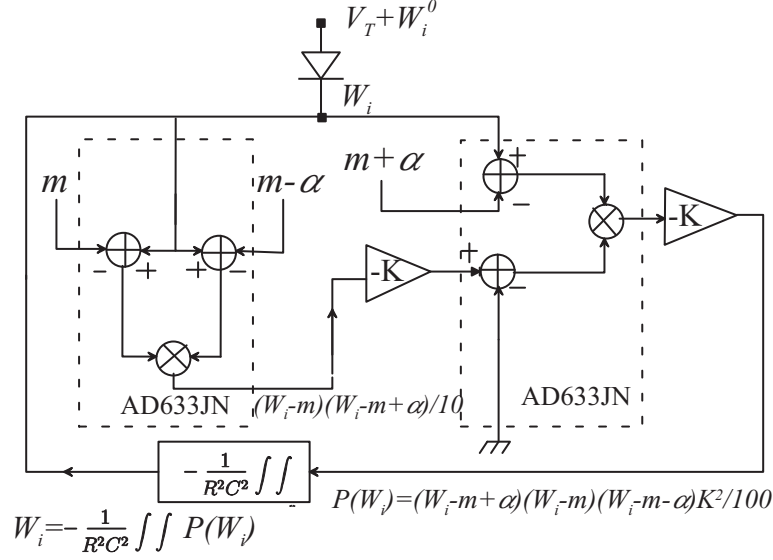 V_T+W_i^0
W_i
m
m-α
m+α
+
−
−
+
+
−
+
−
-K
-K
AD633JN
(W_i-m)(W_i-m+α)/10
AD633JN
− 1/R²C² ∫∫
P(W_i)=(W_i-m+α)(W_i-m)(W_i-m-α)K²/100
W_i=− 1/R²C² ∫∫ P(W_i)